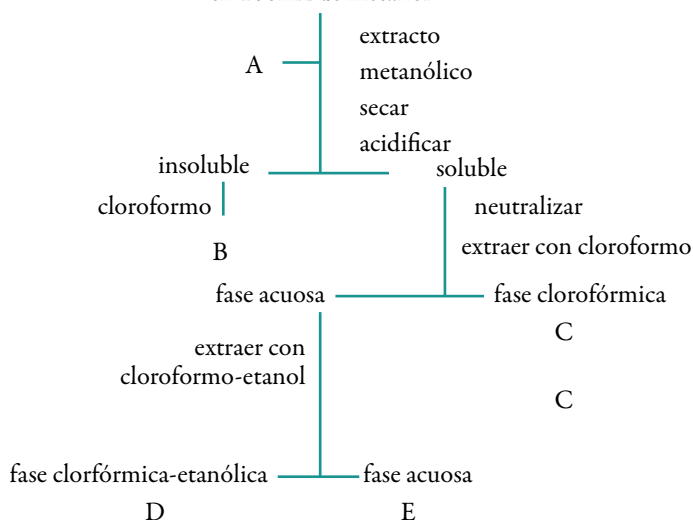 extracto
A
metanólico
secar
acidificar
insoluble
soluble
cloroformo
neutralizar
B
extraer con cloroformo
fase acuosa
fase clorofórmica
C
extraer con
cloroformo-etanol
C
fase clorfórmica-etanólica
fase acuosa
D
E